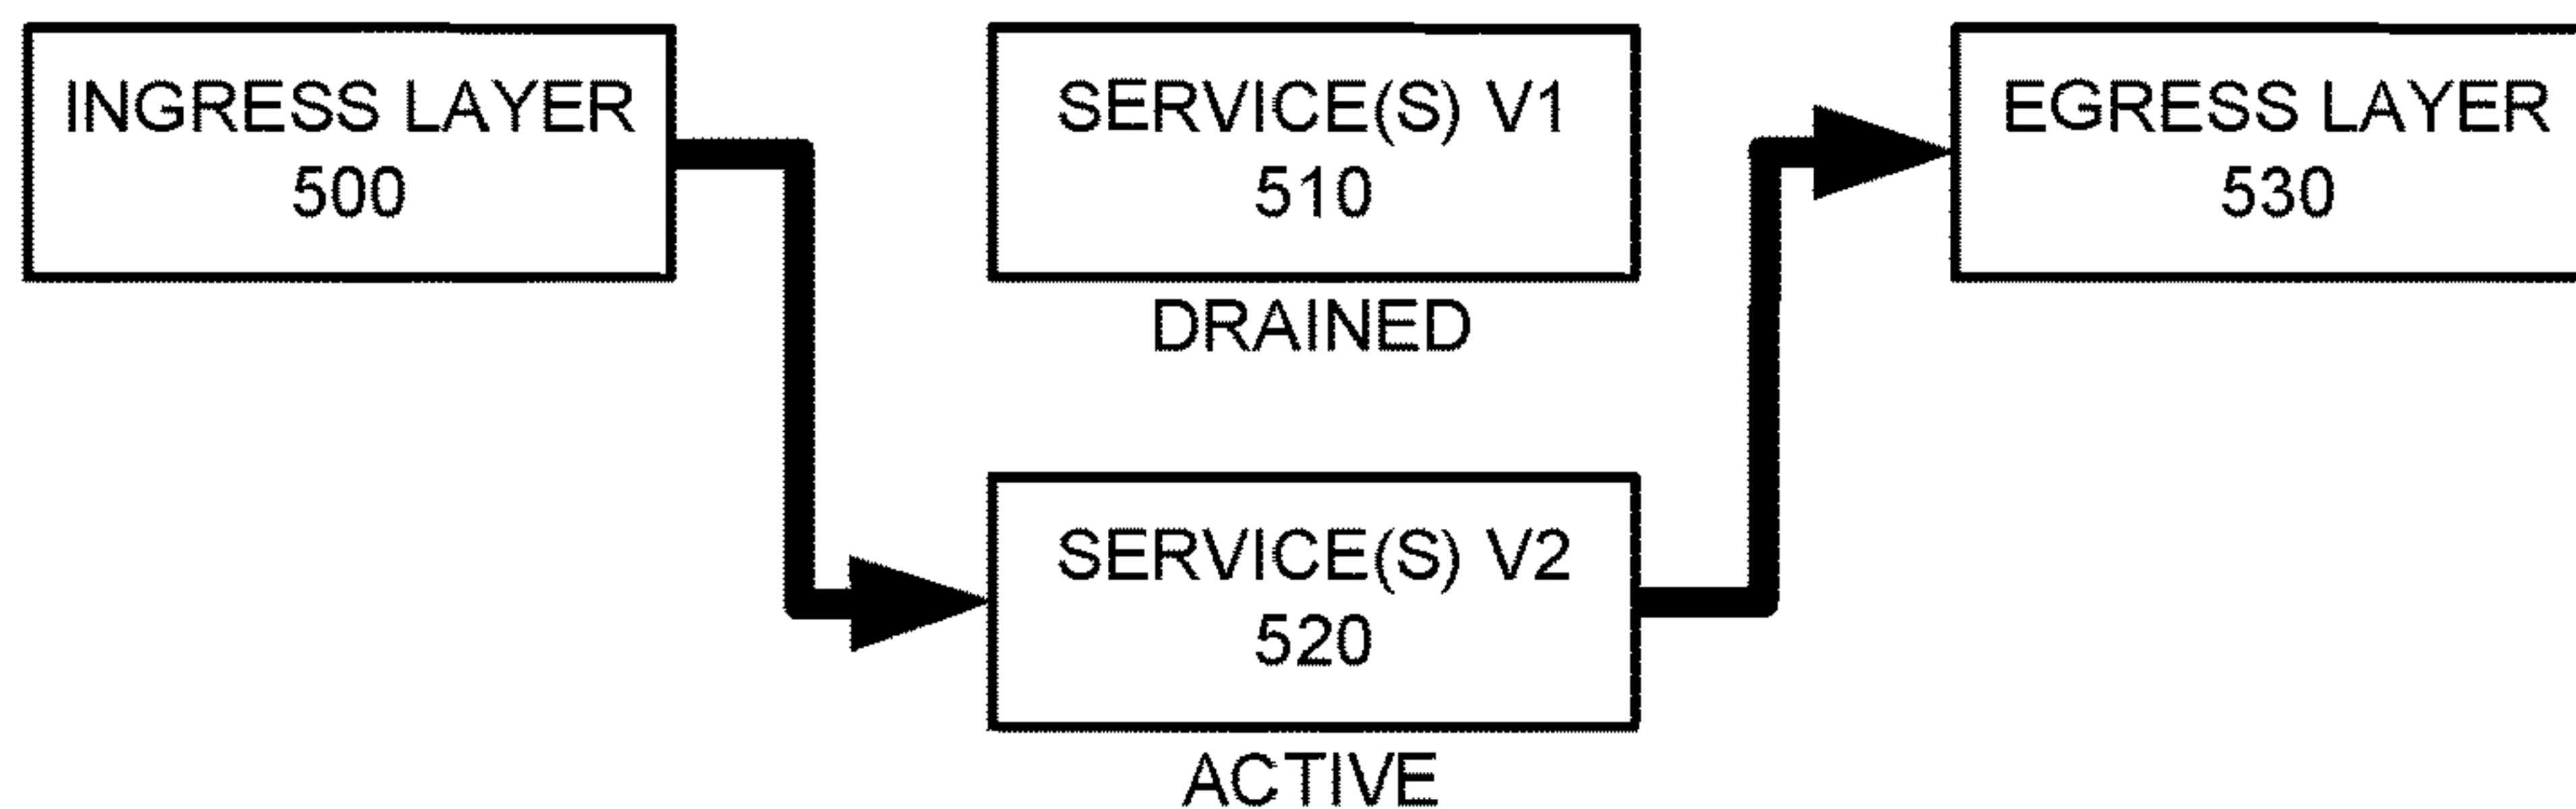 INGRESS LAYER
500
SERVICE(S) V1
510
DRAINED
SERVICE(S) V2
520
ACTIVE
EGRESS LAYER
530